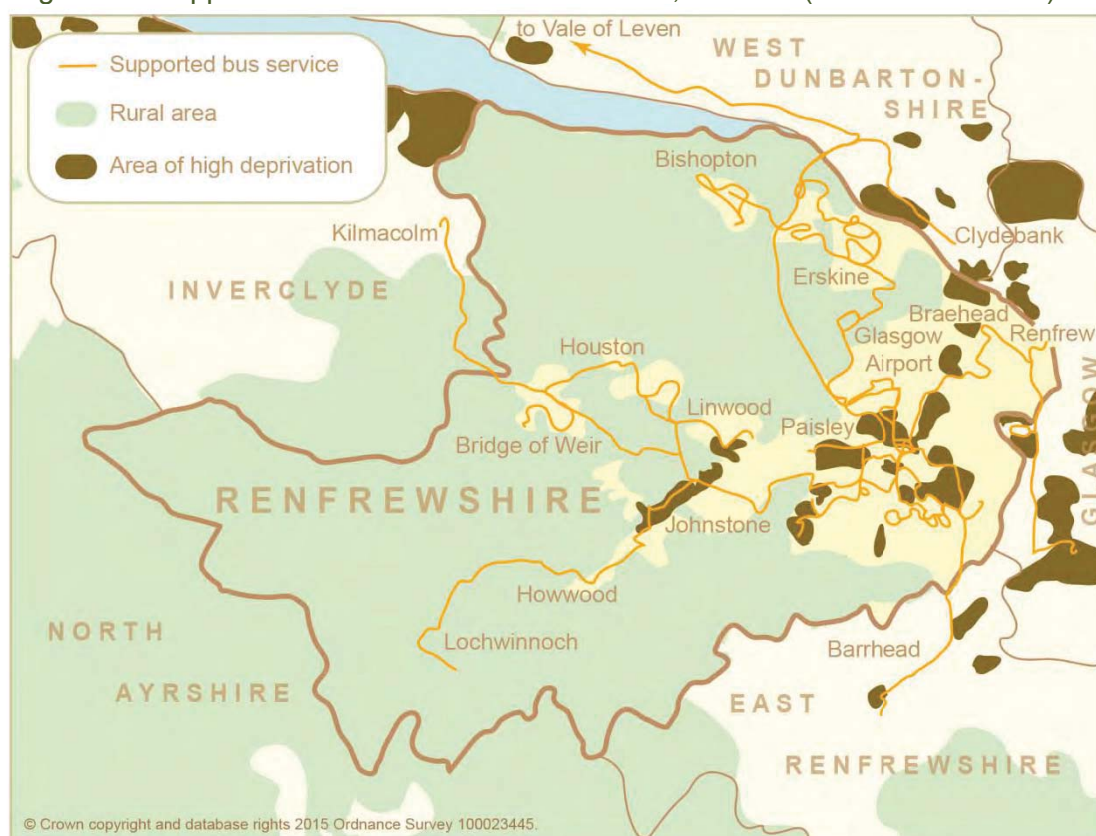 to Vale of Leven
WEST
DUNBARTON-
SHIRE
Supported bus service
Rural area
Area of high deprivation
Bishopton
Kilmacolm
Clydebank
INVERCLYDE
Erskine
Braehead
Houston
Glasgow
Airport
Renfrew
Linwood
Paisley
Bridge of Weir
GLASGOW
RENFREWSHIRE
Johnstone
Howwood
NORTH
Lochwinnoch
Barrhead
AYRSHIRE
EAST
RENFREWSHIRE
© Crown copyright and database rights 2015 Ordnance Survey 100023445.